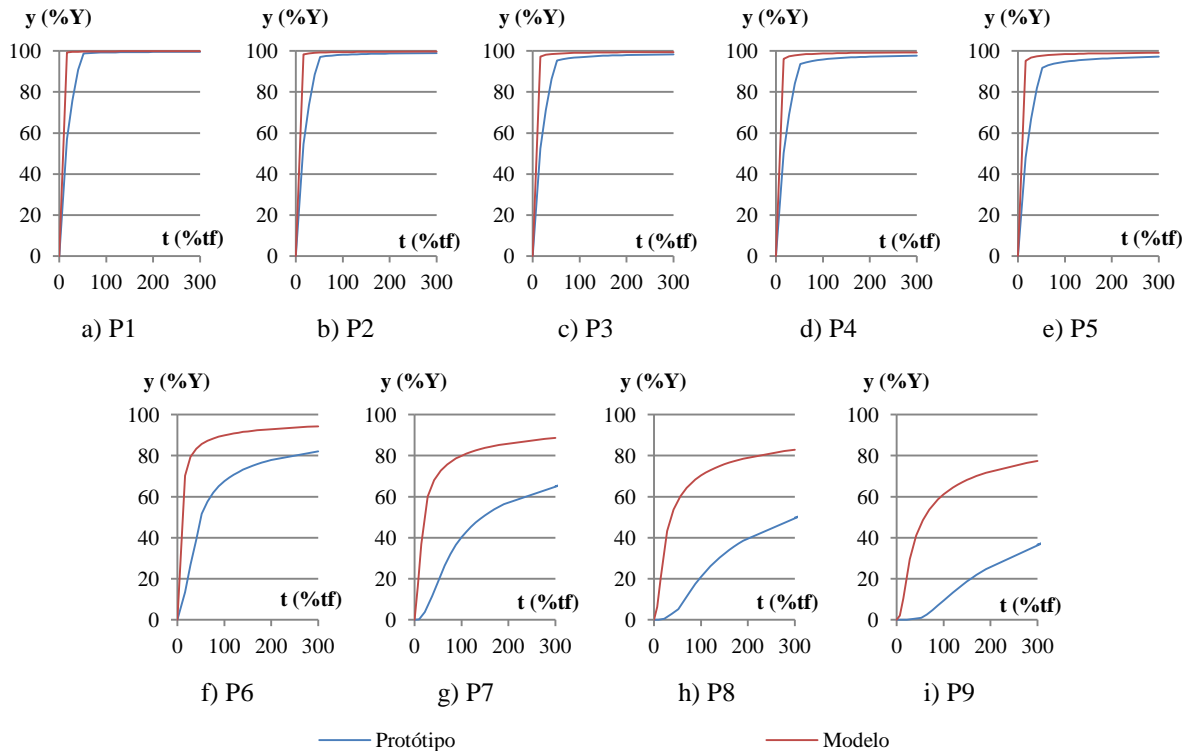 y (%Y) y (%Y) y (%Y) y (%Y) y (%Y)
100 100 100 100 100
80 80 80 80 80
60 60 60 60 60
40 40 40 40 40
20 20 20 20 20
t (%tf) t (%tf) t (%tf) t (%tf) t (%tf)
0 0 0 0 0
0 100 200 300 0 100 200 300 0 100 200 300 0 100 200 300 0 100 200 300
a) P1 b) P2 c) P3 d) P4 e) P5
y (%Y) y (%Y) y (%Y) y (%Y)
100 100 100 100
80 80 80 80
60 60 60 60
40 40 40 40
20 20 20 20
t (%tf) t (%tf) t (%tf) t (%tf)
0 0 0 0
0 100 200 300 0 100 200 300 0 100 200 300 0 100 200 300
f) P6 g) P7 h) P8 i) P9
Protótipo Modelo